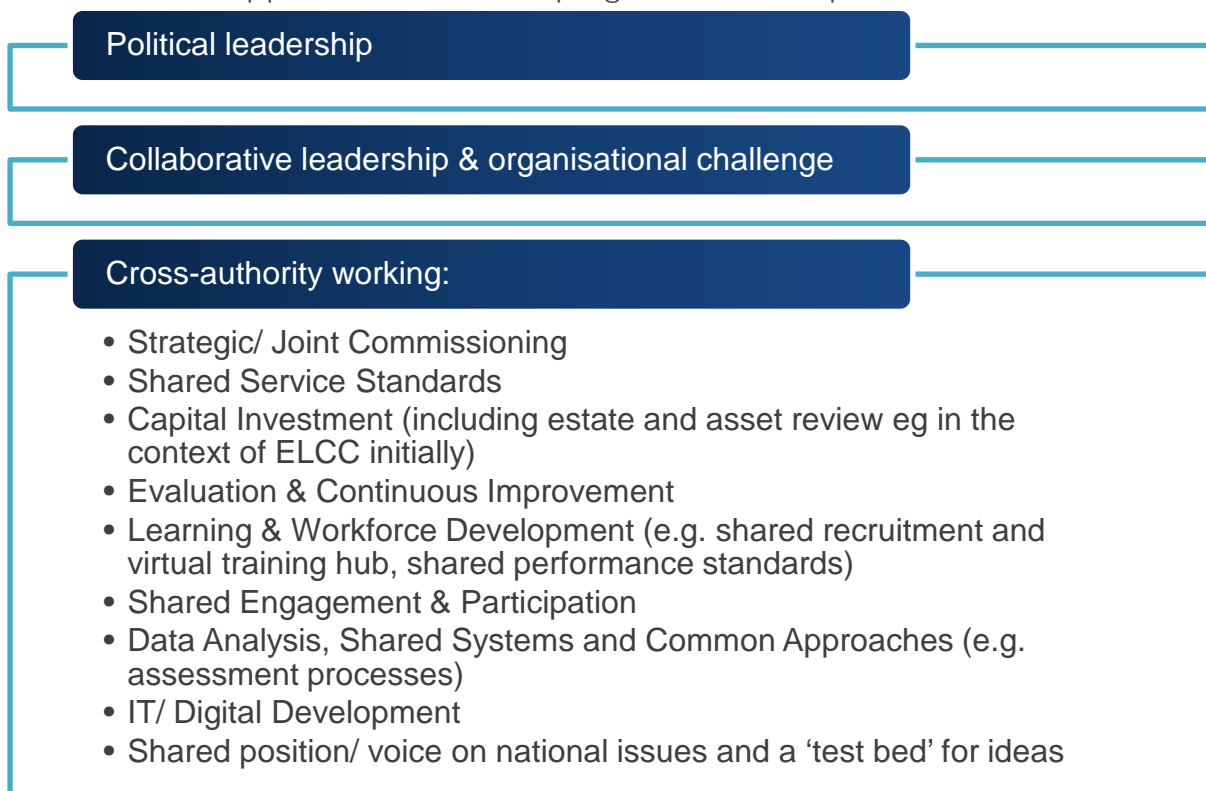 Political leadership
Collaborative leadership & organisational challenge
Cross-authority working:
• Strategic/ Joint Commissioning
• Shared Service Standards
• Capital Investment (including estate and asset review eg in the
context of ELCC initially)
• Evaluation & Continuous Improvement
• Learning & Workforce Development (e.g. shared recruitment and
virtual training hub, shared performance standards)
• Shared Engagement & Participation
• Data Analysis, Shared Systems and Common Approaches (e.g.
assessment processes)
• IT/ Digital Development
• Shared position/ voice on national issues and a ‘test bed’ for ideas